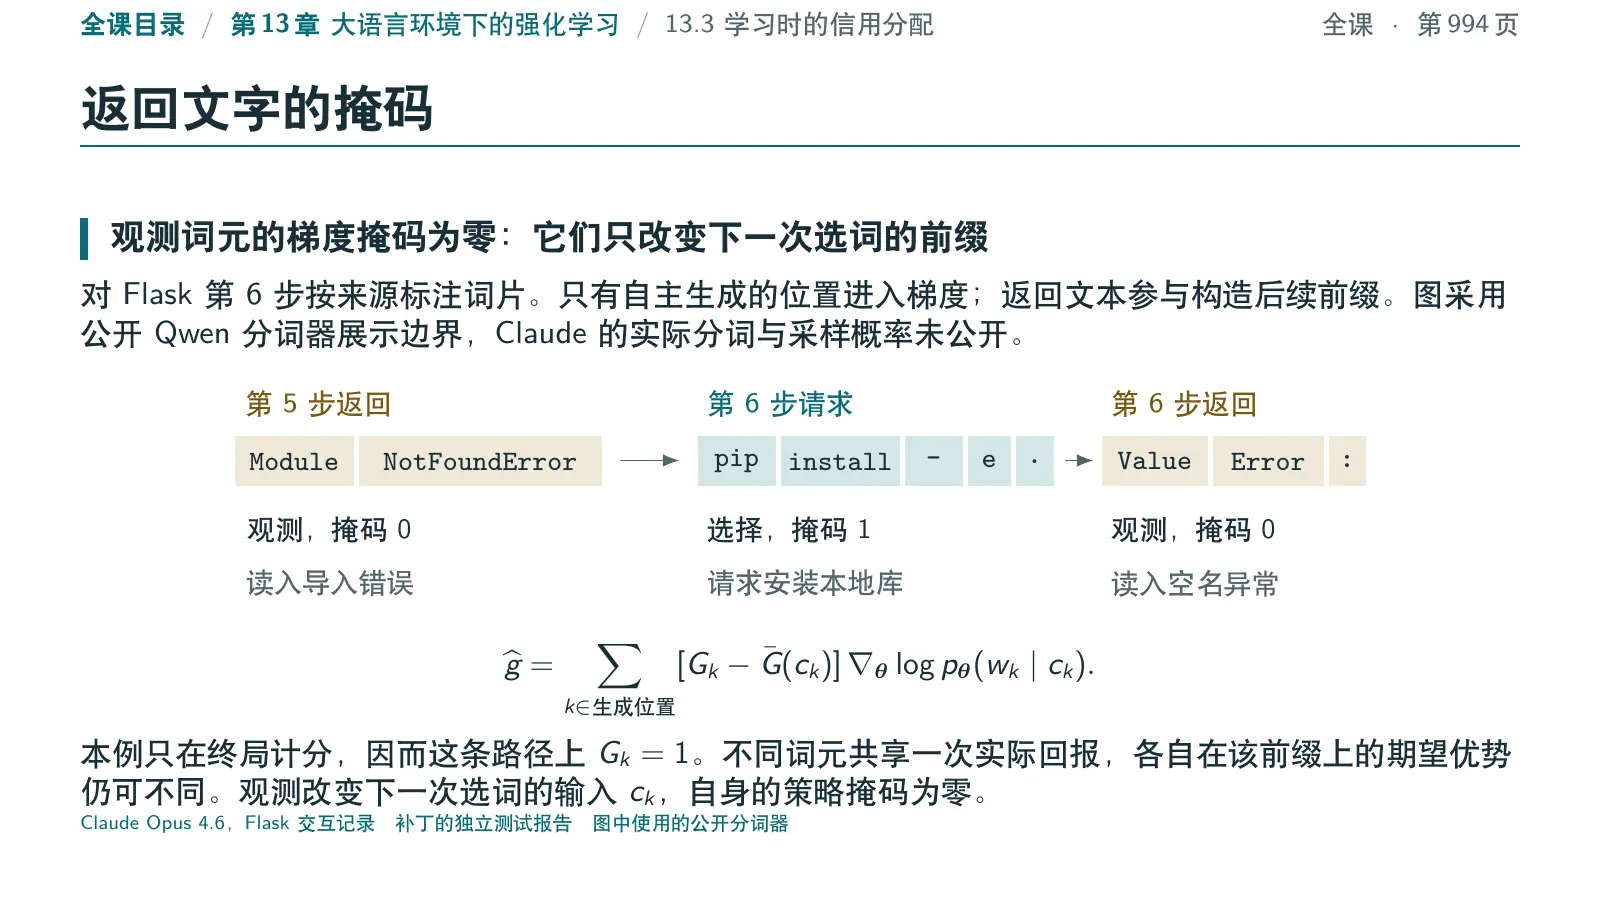 全课目录 / 第13章 大语言环境下的强化学习 / 13.3 学习时的信用分配
全课 · 第994页
返回文字的掩码
观测词元的梯度掩码为零：它们只改变下一次选词的前缀
对 Flask 第 6 步按来源标注词片。只有自主生成的位置进入梯度；返回文本参与构造后续前缀。图采用
公开 Qwen 分词器展示边界，Claude 的实际分词与采样概率未公开。
第 5 步返回 第 6 步请求 第 6 步返回
Module NotFoundError pip install - e . Value Error :
观测，掩码 0 选择，掩码 1 观测，掩码 0
读入导入错误 请求安装本地库 读入空名异常
ĝ = ∑ [G_k − Ḡ(c_k)] ∇_θ log p_θ(w_k | c_k).
k∈生成位置
本例只在终局计分，因而这条路径上 G_k = 1。不同词元共享一次实际回报，各自在该前缀上的期望优势
仍可不同。观测改变下一次选词的输入 c_k，自身的策略掩码为零。
Claude Opus 4.6，Flask 交互记录 补丁的独立测试报告 图中使用的公开分词器